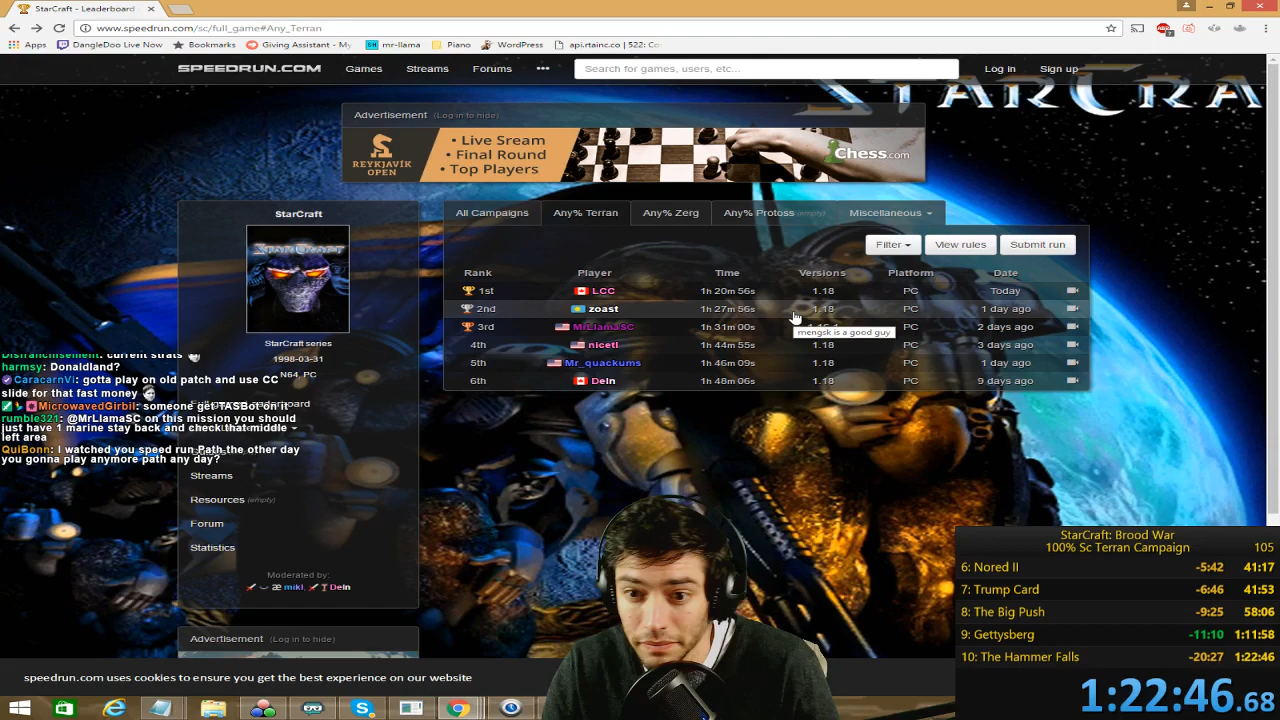 StarCraft - Leaderboard
www.speedrun.com/sc/full_game#Any_Terran
Apps DangleDoo Live Now Bookmarks Giving Assistant - My mr-llama Piano WordPress api.rtainc.co | 522: Co
SPEEDRUN.COM Games Streams Forums ••• Search for games, users, etc... Log in Sign up
STARCRA
Advertisement (Log in to hide)
• Live Sream
• Final Round
• Top Players
REYKJAVÍK
OPEN
Chess.com
StarCraft
STARCRAFT
StarCraft series
1998-03-31
N64, PC
All Campaigns Any% Terran Any% Zerg Any% Protoss (empty) Miscellaneous
Filter View rules Submit run
Rank Player Time Versions Platform Date
1st LCC 1h 20m 56s 1.18 PC Today
2nd zoast 1h 27m 56s 1.18 PC 1 day ago
3rd MrLlamaSC 1h 31m 00s PC 2 days ago
mengsk is a good guy
4th niceti 1h 44m 55s 1.18 PC 3 days ago
5th Mr_quackums 1h 46m 09s 1.18 PC 1 day ago
6th Deln 1h 48m 06s 1.18 PC 9 days ago
Disfranchisement: current strats
harmsy: Donaldland?
CaracarnVi: gotta play on old patch and use CC
slide for that fast money
MicrowavedGirbil: someone get TASBot on it
rumble321: @MrLlamaSC on this mission you should
just have 1 marine stay back and check that middle
left area
QuiBonn: I watched you speed run Path the other day
you gonna play anymore path any day?
Streams
Resources (empty)
Forum
Statistics
Moderated by:
æ miki, Deln
Advertisement (Log in to hide)
speedrun.com uses cookies to ensure you get the best experience on our website
StarCraft: Brood War
100% Sc Terran Campaign 105
6: Nored II -5:42 41:17
7: Trump Card -6:46 41:53
8: The Big Push -9:25 58:06
9: Gettysberg -11:10 1:11:58
10: The Hammer Falls -20:27 1:22:46
1:22:46.68